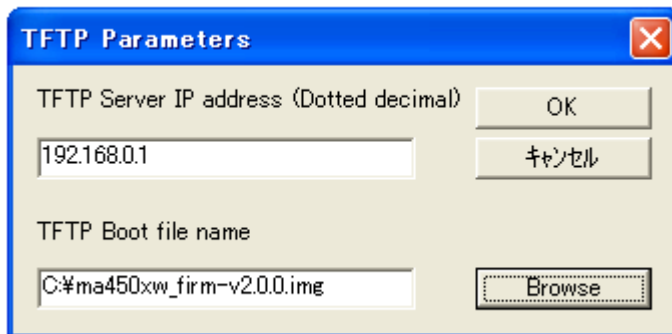 TFTP Parameters
TFTP Server IP address (Dotted decimal)
OK
192.168.0.1
ｷｬﾝｾﾙ
TFTP Boot file name
C:¥ma450xw_firm-v2.0.0.img
Browse